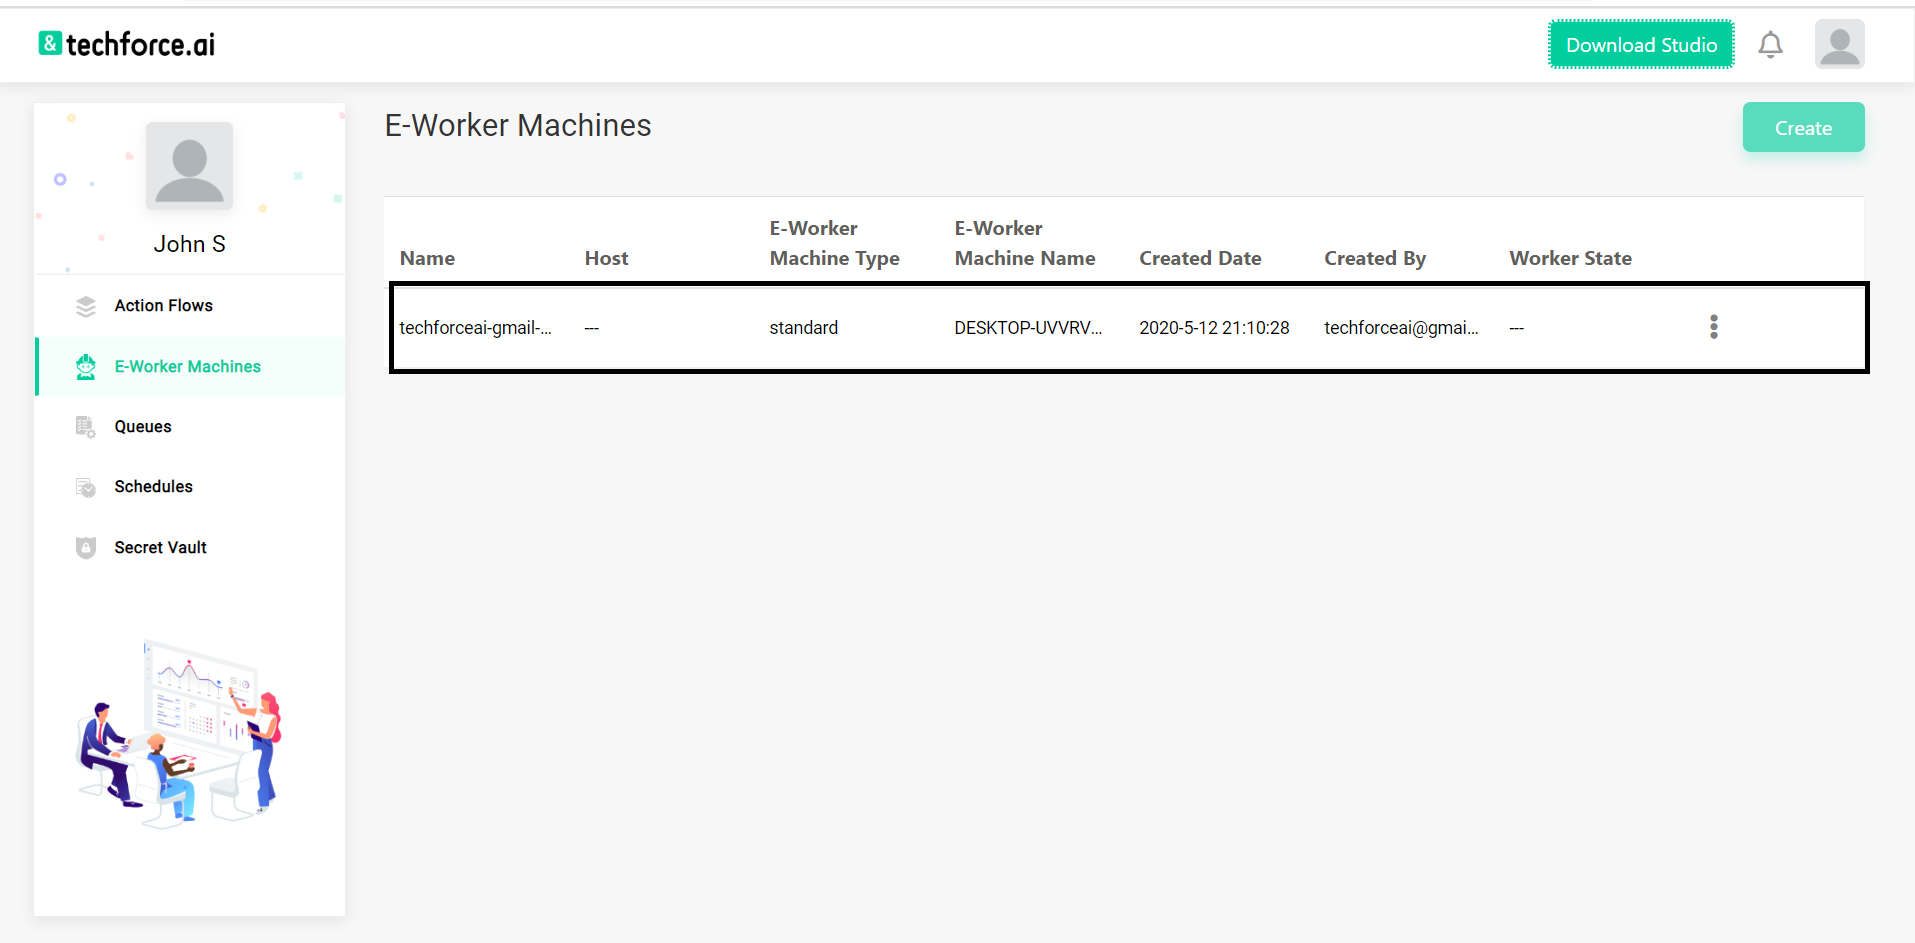 & techforce.ai
Download Studio
John S
Action Flows
E-Worker Machines
Queues
Schedules
Secret Vault
E-Worker Machines
Create
Name Host E-Worker Machine Type E-Worker Machine Name Created Date Created By Worker State
techforceai-gmail-... --- standard DESKTOP-UVVRV... 2020-5-12 21:10:28 techforceai@gmai... ---